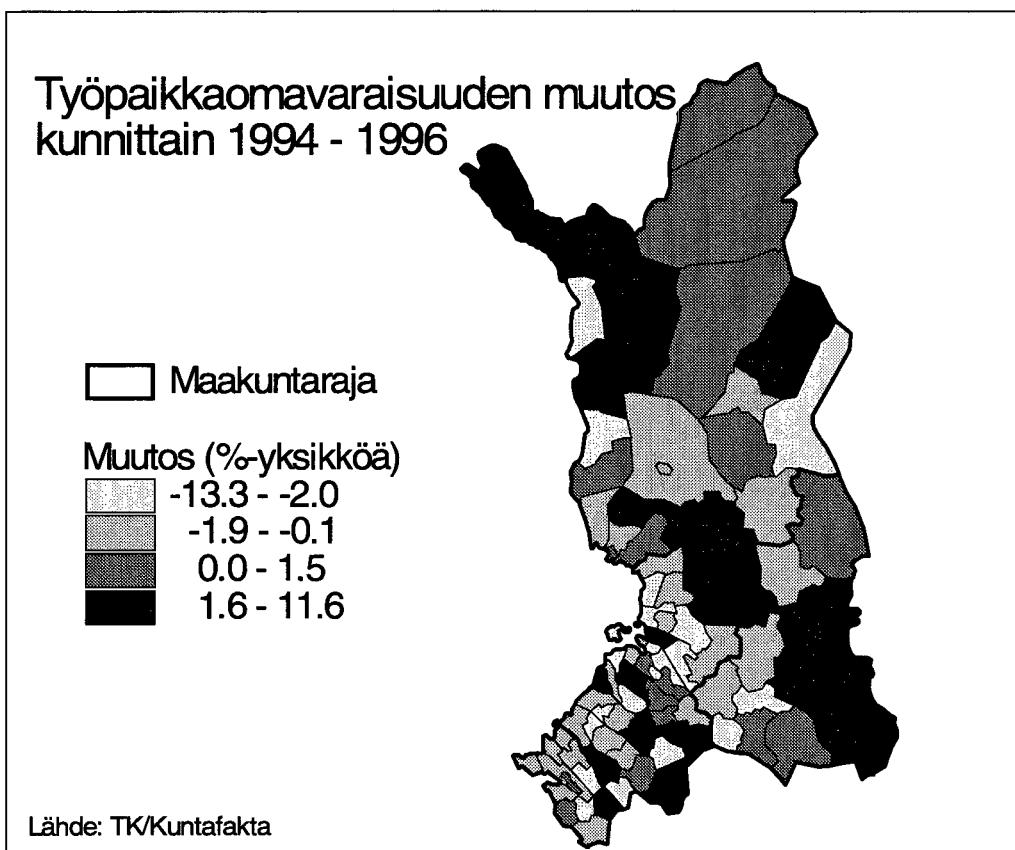 Työpaikkaomavaraisuuden muutos
kunnittain 1994 - 1996
Maakuntaraja
Muutos (%-yksikköä)
-13.3 - -2.0
-1.9 - -0.1
0.0 - 1.5
1.6 - 11.6
Lähde: TK/Kuntafakta